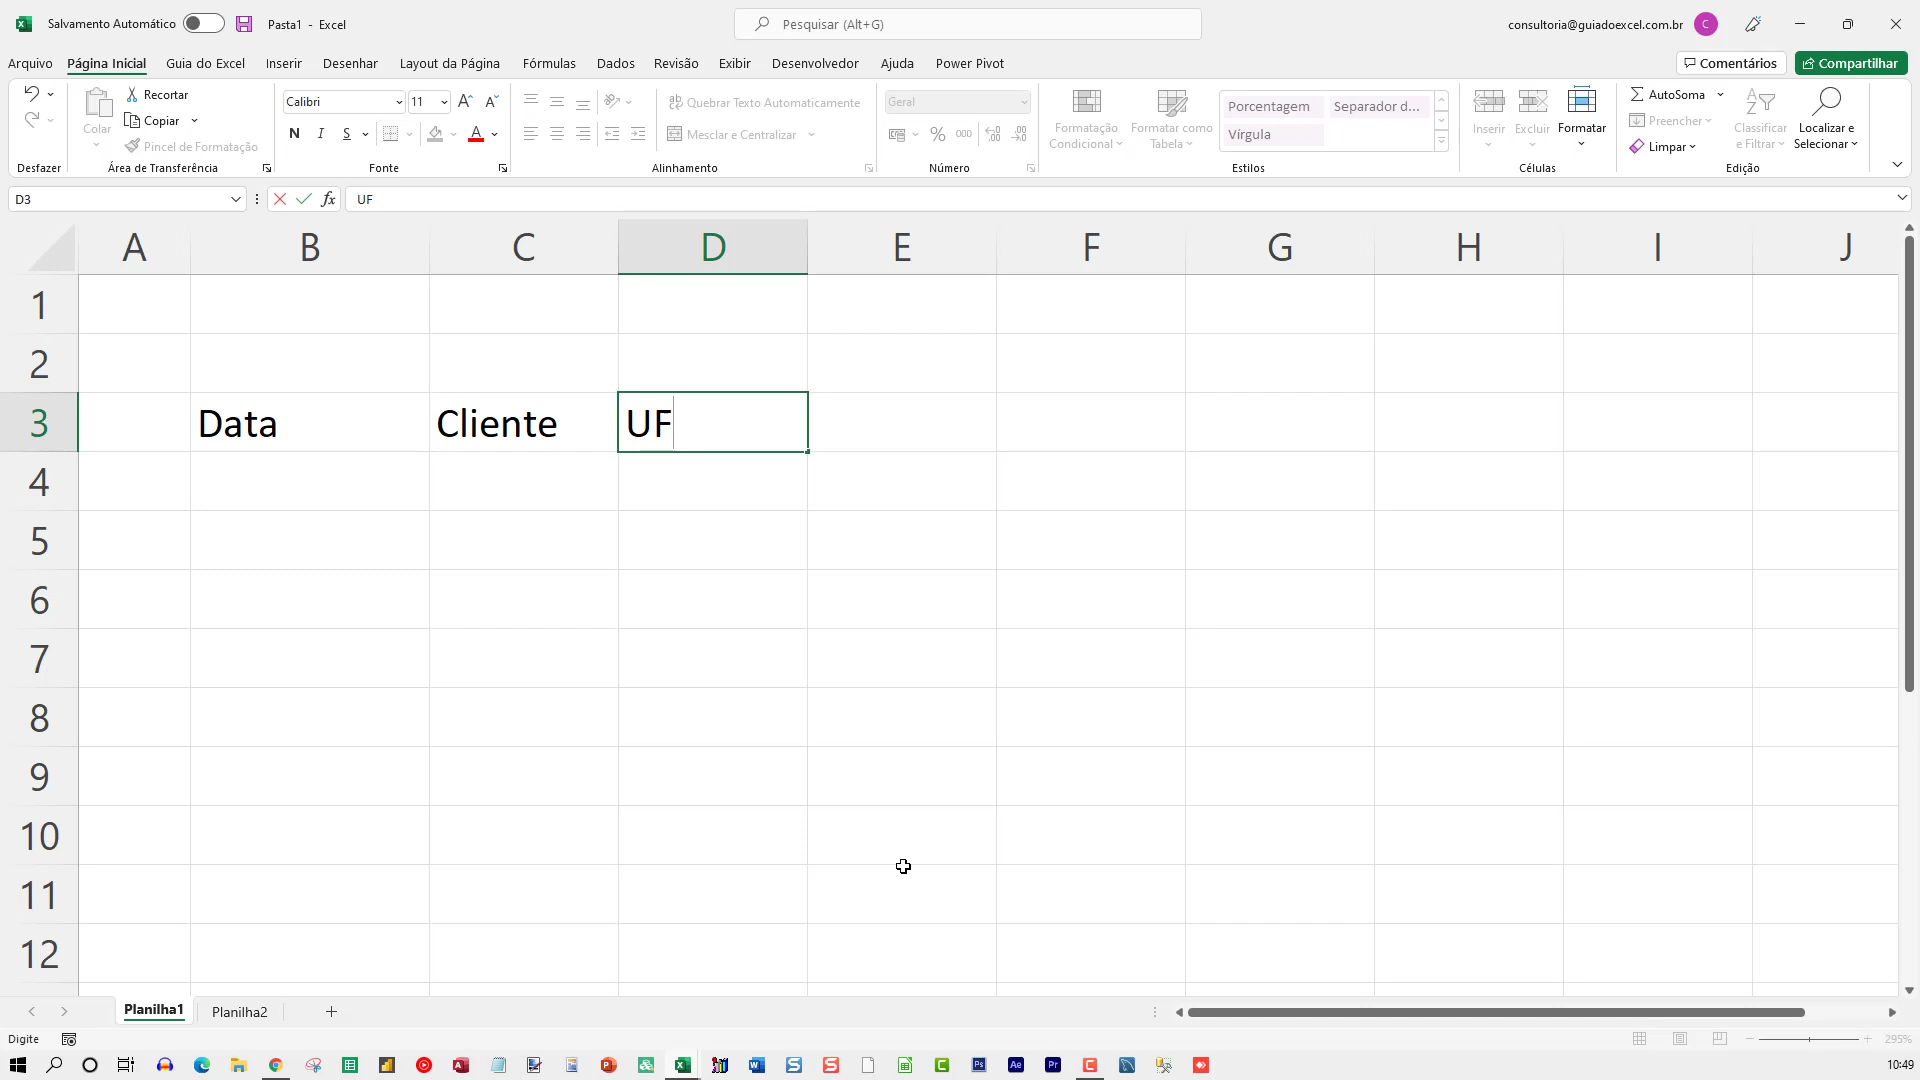 Salvamento Automático
Pasta1 - Excel
Pesquisar (Alt+G)
consultoria@guiadoexcel.com.br
C
Arquivo
Página Inicial
Guia do Excel
Inserir
Desenhar
Layout da Página
Fórmulas
Dados
Revisão
Exibir
Desenvolvedor
Ajuda
Power Pivot
Comentários
Compartilhar
Desfazer
Colar
Recortar
Copiar
Pincel de Formatação
Área de Transferência
Calibri
11
N I S
Fonte
Quebrar Texto Automaticamente
Mesclar e Centralizar
Alinhamento
Geral
% 000
Número
Formatação Condicional
Formatar como Tabela
Porcentagem
Separador d...
Vírgula
Estilos
Inserir
Excluir
Formatar
Células
AutoSoma
Preencher
Limpar
Classificar e Filtrar
Localizar e Selecionar
Edição
D3
fx
UF
A B C D E F G H I J
1
2
3 Data Cliente UF
4
5
6
7
8
9
10
11
12
Planilha1
Planilha2
Digite
295%
10:49